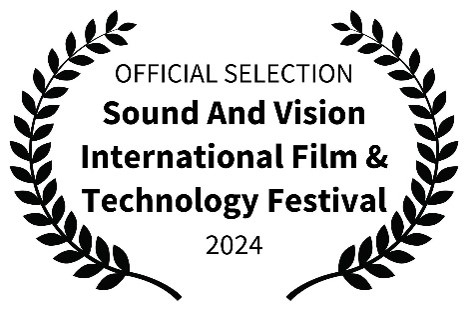 OFFICIAL SELECTION
Sound And Vision
International Film &
Technology Festival
2024